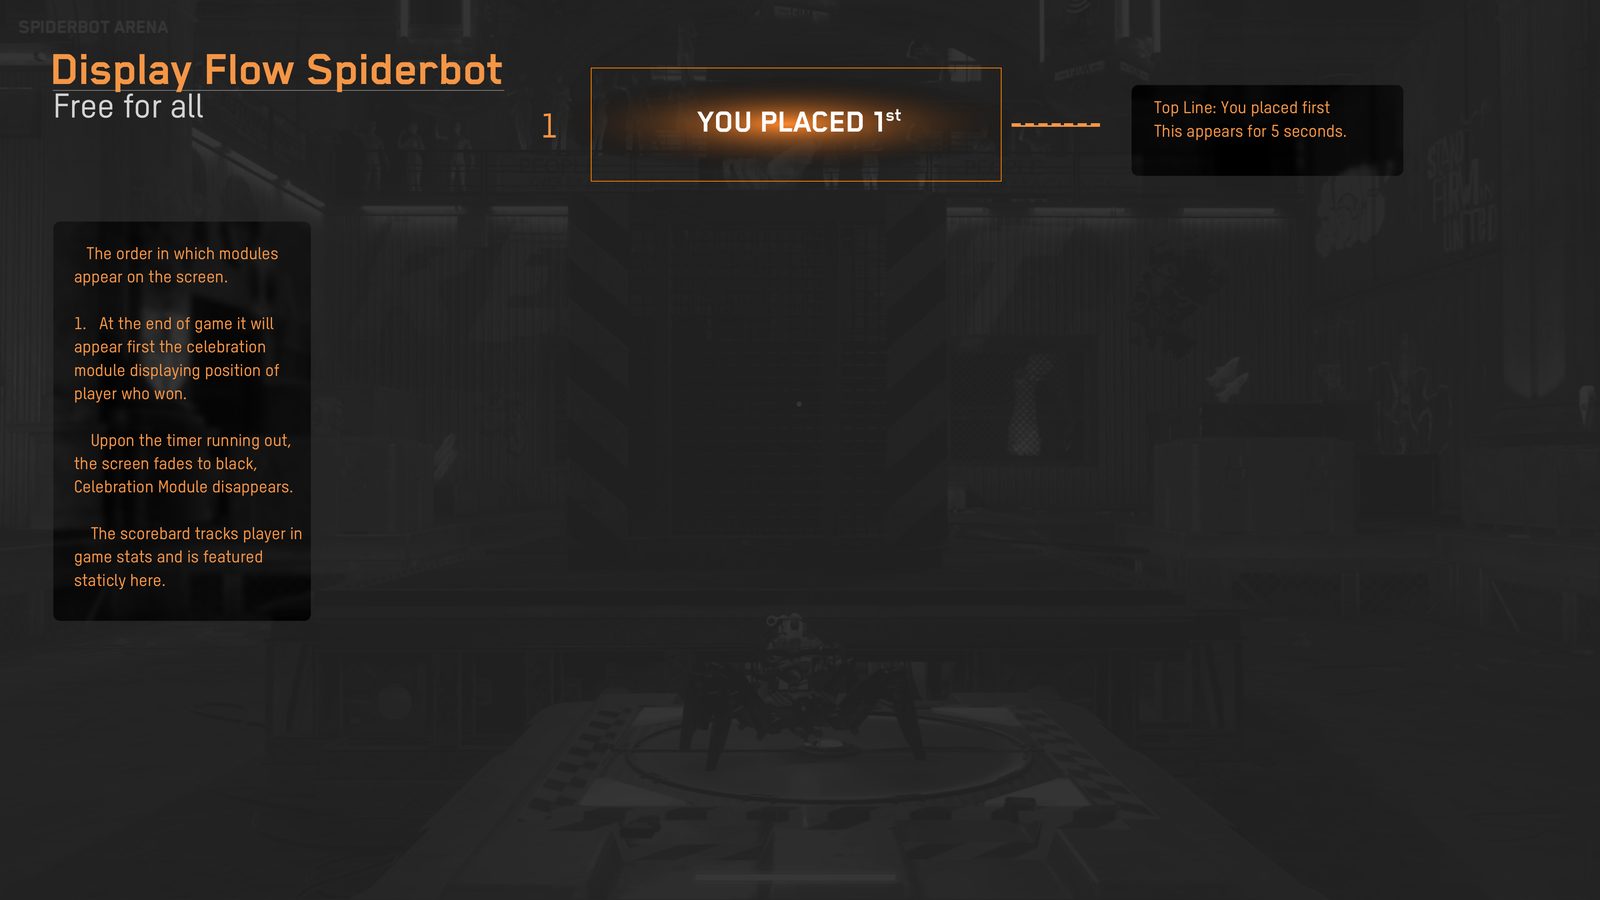 SPIDERBOT ARENA
Display Flow Spiderbot
Free for all
1
YOU PLACED 1st
Top Line: You placed first
This appears for 5 seconds.
The order in which modules
appear on the screen.
1. At the end of game it will
appear first the celebration
module displaying position of
player who won.
Uppon the timer running out,
the screen fades to black,
Celebration Module disappears.
The scorebard tracks player in
game stats and is featured
staticly here.
STAND
FIRM
UNITED